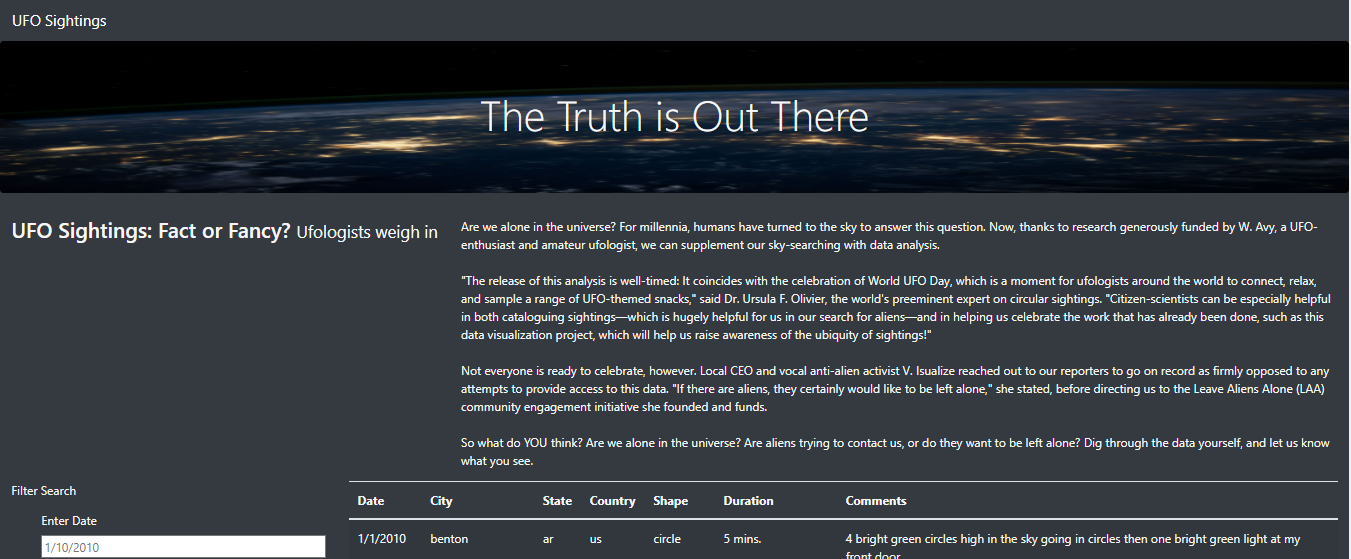 UFO Sightings
The Truth is Out There
UFO Sightings: Fact or Fancy? Ufologists weigh in
Are we alone in the universe? For millennia, humans have turned to the sky to answer this question. Now, thanks to research generously funded by W. Avy, a UFO-
enthusiast and amateur ufologist, we can supplement our sky-searching with data analysis.
"The release of this analysis is well-timed: It coincides with the celebration of World UFO Day, which is a moment for ufologists around the world to connect, relax,
and sample a range of UFO-themed snacks," said Dr. Ursula F. Olivier, the world's preeminent expert on circular sightings. "Citizen-scientists can be especially helpful
in both cataloguing sightings—which is hugely helpful for us in our search for aliens—and in helping us celebrate the work that has already been done, such as this
data visualization project, which will help us raise awareness of the ubiquity of sightings!"
Not everyone is ready to celebrate, however. Local CEO and vocal anti-alien activist V. Isualize reached out to our reporters to go on record as firmly opposed to any
attempts to provide access to this data. "If there are aliens, they certainly would like to be left alone," she stated, before directing us to the Leave Aliens Alone (LAA)
community engagement initiative she founded and funds.
So what do YOU think? Are we alone in the universe? Are aliens trying to contact us, or do they want to be left alone? Dig through the data yourself, and let us know
what you see.
Filter Search
Enter Date
1/10/2010
Date City State Country Shape Duration Comments
1/1/2010 benton ar us circle 5 mins. 4 bright green circles high in the sky going in circles then one bright green light at my
front door